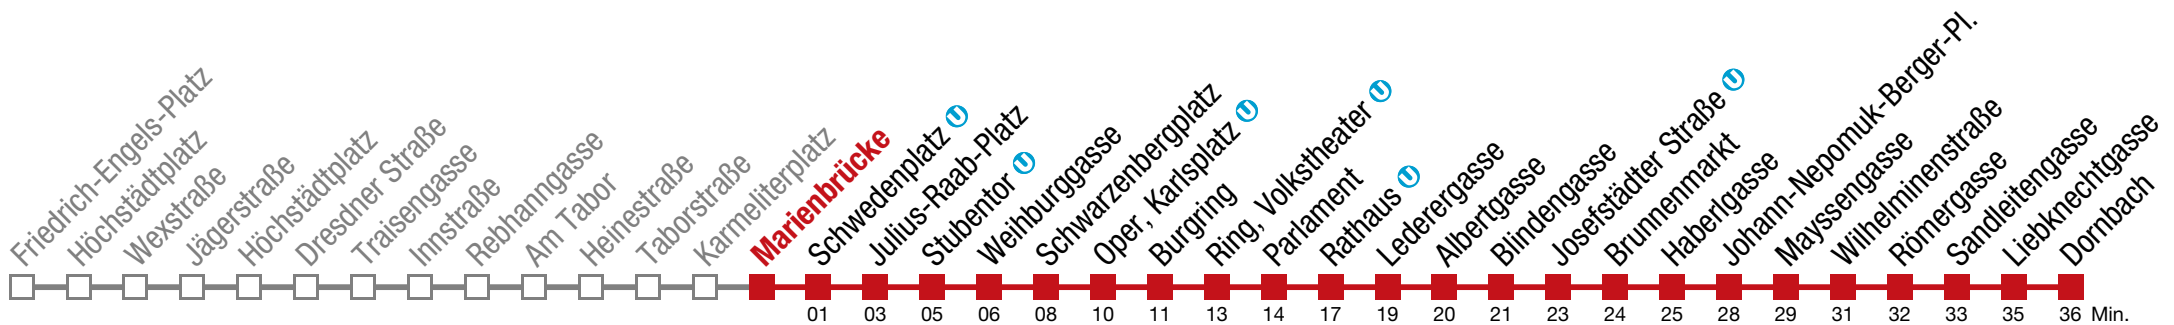 Friedrich-Engels-Platz
Höchstädtplatz
Wexstraße
Jägerstraße
Höchstädtplatz
Dresdner Straße
Traisengasse
Innstraße
Rebhanngasse
Am Tabor
Heinestraße
Taborstraße
Karmeliterplatz
Marienbrücke
Schwedenplatz U
Julius-Raab-Platz
Stubentor U
Weihburggasse
Schwarzenbergplatz
Oper, Karlsplatz U
Burgring
Ring, Volkstheater U
Parlament
Rathaus U
Lederergasse
Albertgasse
Blindengasse
Josefstädter Straße U
Brunnenmarkt
Haberlgasse
Johann-Nepomuk-Berger-Pl.
Mayssengasse
Wilhelminenstraße
Römergasse
Sandleitengasse
Liebknechtgasse
Dornbach
01 03 05 06 08 10 11 13 14 17 19 20 21 23 24 25 28 29 31 32 33 35 36 Min.